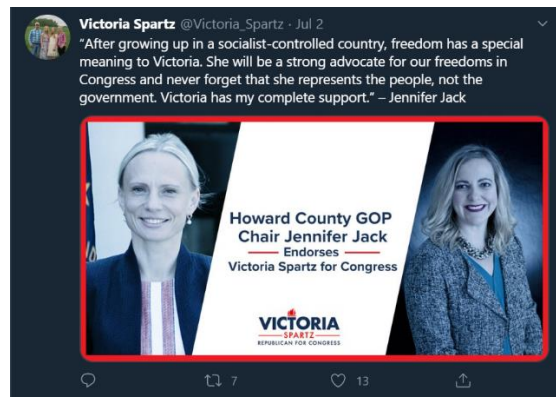 Victoria Spartz @Victoria_Spartz · Jul 2
“After growing up in a socialist-controlled country, freedom has a special
meaning to Victoria. She will be a strong advocate for our freedoms in
Congress and never forget that she represents the people, not the
government. Victoria has my complete support.” – Jennifer Jack
Howard County GOP
Chair Jennifer Jack
Endorses
Victoria Spartz for Congress
VICTORIA
SPARTZ
REPUBLICAN FOR CONGRESS
7
13